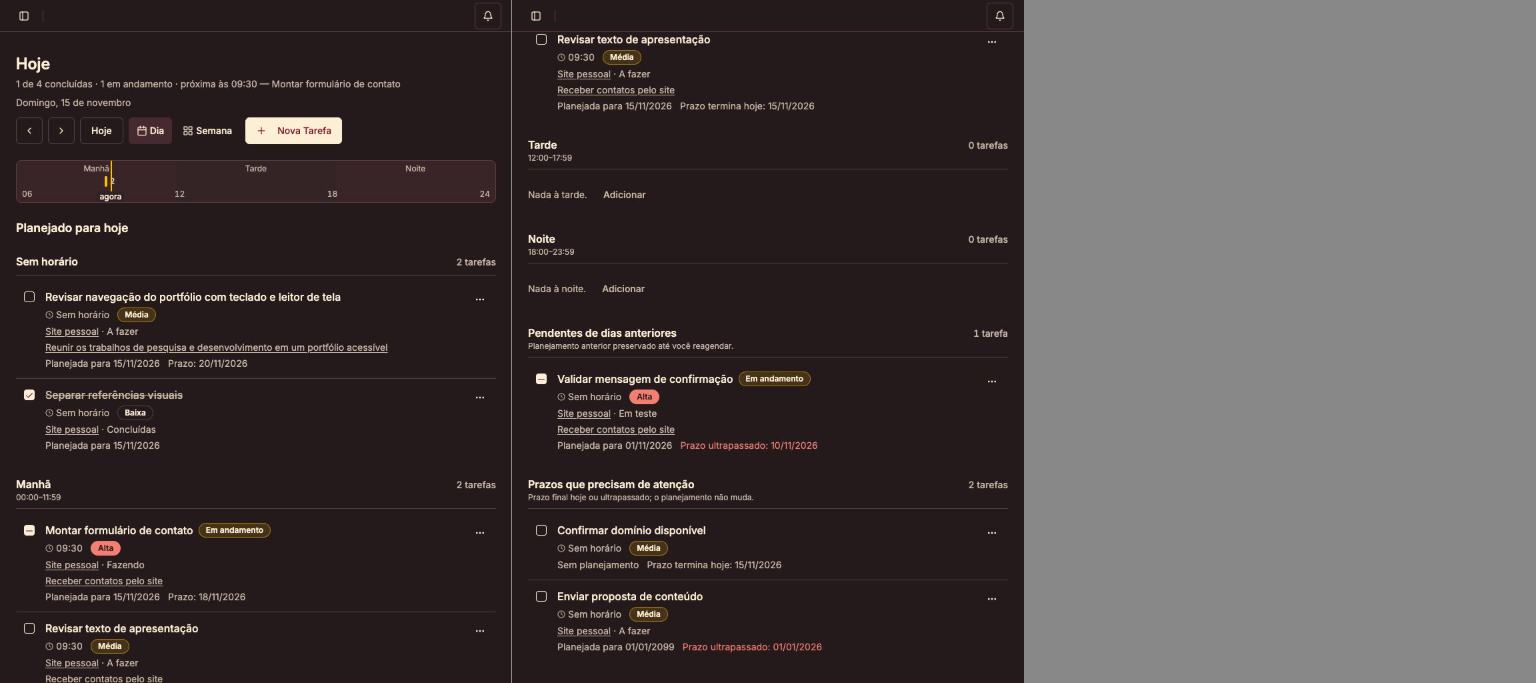 Hoje
1 de 4 concluídas · 1 em andamento · próxima às 09:30 — Montar formulário de contato
Domingo, 15 de novembro
Hoje
Dia
Semana
+ Nova Tarefa
Manhã
Tarde
Noite
2
06
agora
12
18
24
Planejado para hoje
Sem horário
2 tarefas
Revisar navegação do portfólio com teclado e leitor de tela
...
Sem horário
Média
Site pessoal · A fazer
Reunir os trabalhos de pesquisa e desenvolvimento em um portfólio acessível
Planejada para 15/11/2026 Prazo: 20/11/2026
Separar referências visuais
...
Sem horário
Baixa
Site pessoal · Concluídas
Planejada para 15/11/2026
Manhã
2 tarefas
00:00–11:59
Montar formulário de contato
Em andamento
...
09:30
Alta
Site pessoal · Fazendo
Receber contatos pelo site
Planejada para 15/11/2026 Prazo: 18/11/2026
Revisar texto de apresentação
...
09:30
Média
Site pessoal · A fazer
Receber contatos pelo site
Revisar texto de apresentação
...
09:30
Média
Site pessoal · A fazer
Receber contatos pelo site
Planejada para 15/11/2026 Prazo termina hoje: 15/11/2026
Tarde
0 tarefas
12:00–17:59
Nada à tarde.
Adicionar
Noite
0 tarefas
18:00–23:59
Nada à noite.
Adicionar
Pendentes de dias anteriores
1 tarefa
Planejamento anterior preservado até você reagendar.
Validar mensagem de confirmação
Em andamento
...
Sem horário
Alta
Site pessoal · Em teste
Receber contatos pelo site
Planejada para 01/11/2026 Prazo ultrapassado: 10/11/2026
Prazos que precisam de atenção
2 tarefas
Prazo final hoje ou ultrapassado; o planejamento não muda.
Confirmar domínio disponível
...
Sem horário
Média
Sem planejamento Prazo termina hoje: 15/11/2026
Enviar proposta de conteúdo
...
Sem horário
Média
Site pessoal · A fazer
Planejada para 01/01/2099 Prazo ultrapassado: 01/01/2026